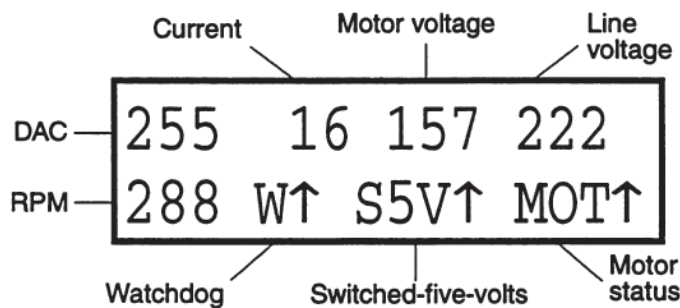 Current
Motor voltage
Line
voltage
DAC
255 16 157 222
RPM
288 W↑ S5V↑ MOT↑
Watchdog
Switched-five-volts
Motor
status